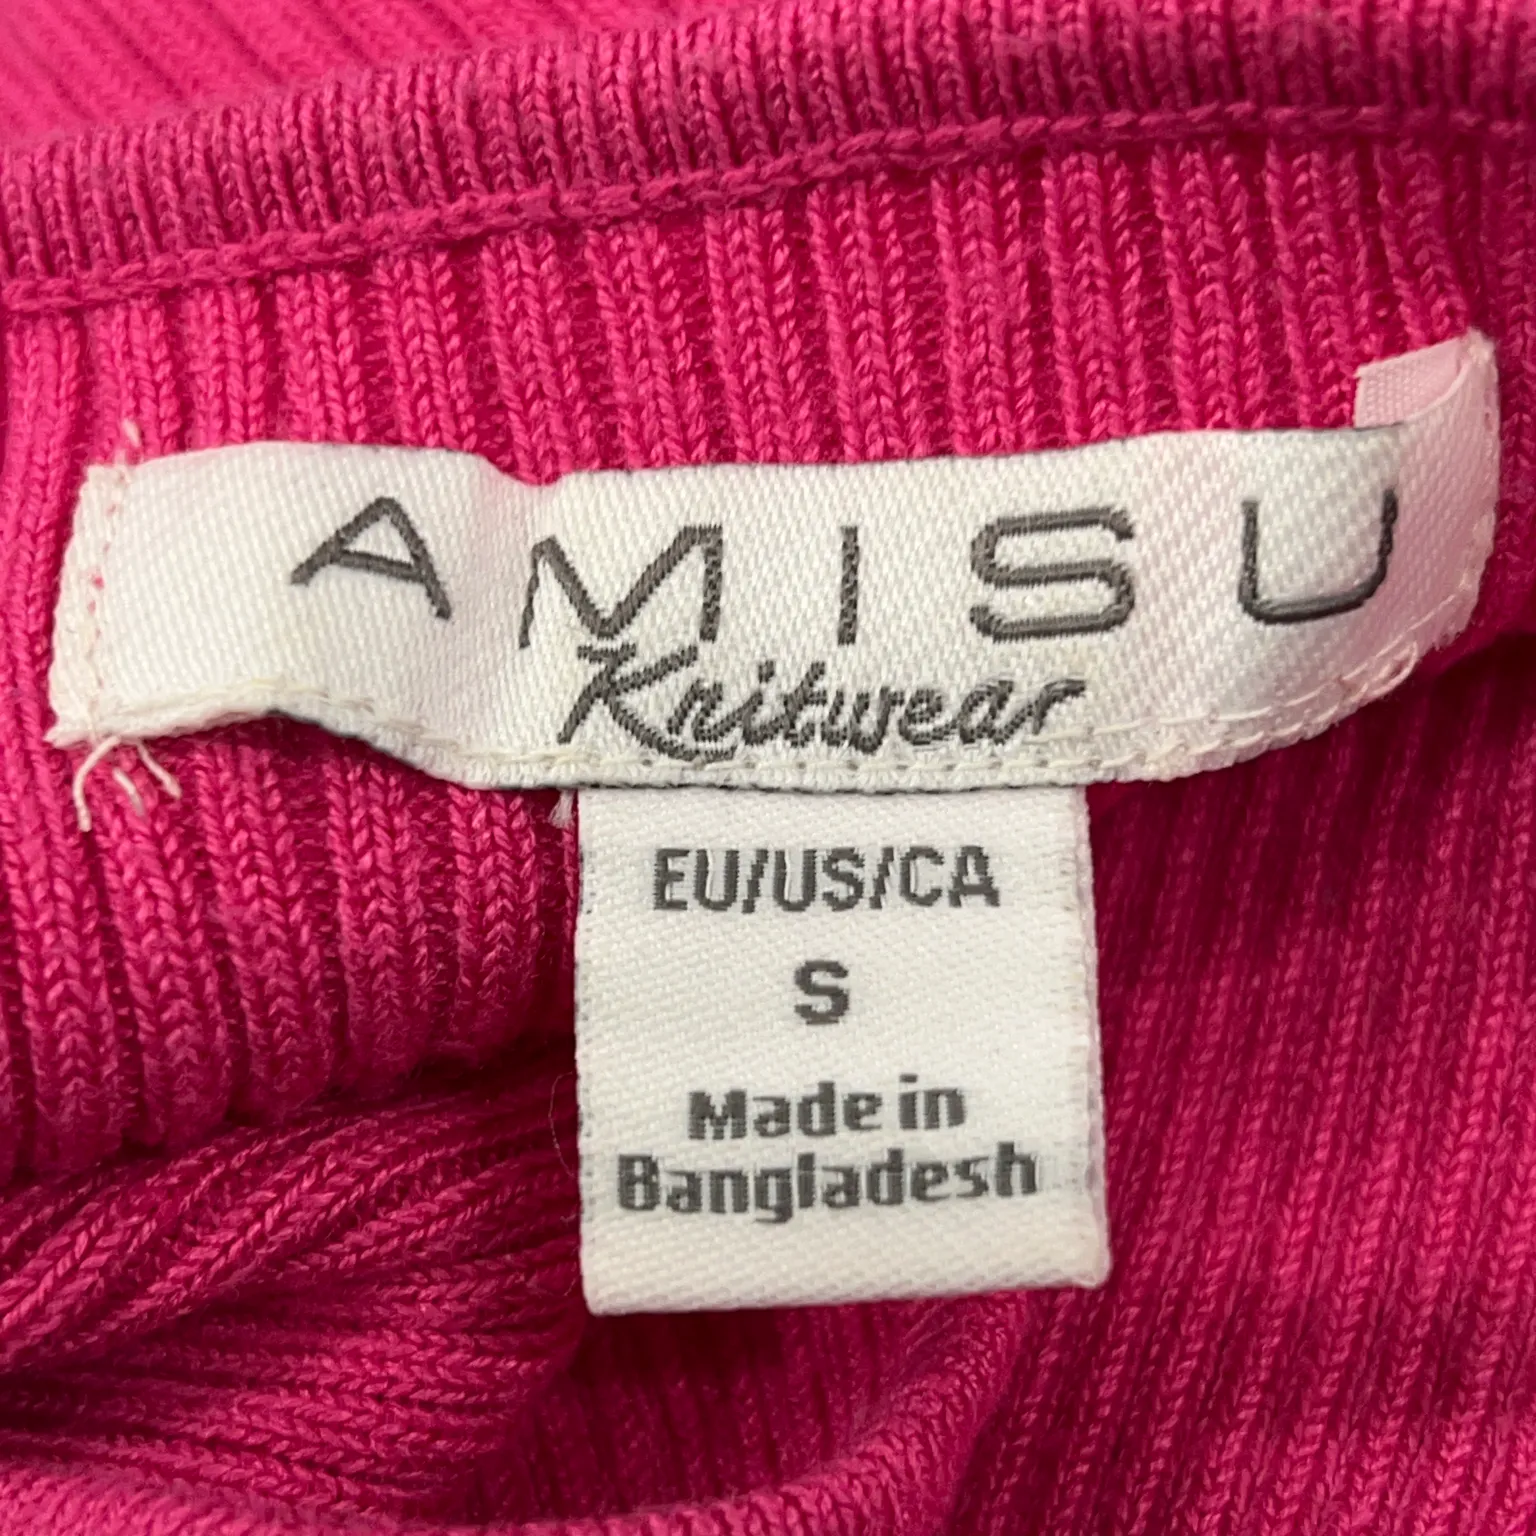 AMISU
Knitwear
EU/US/CA
S
Made in
Bangladesh